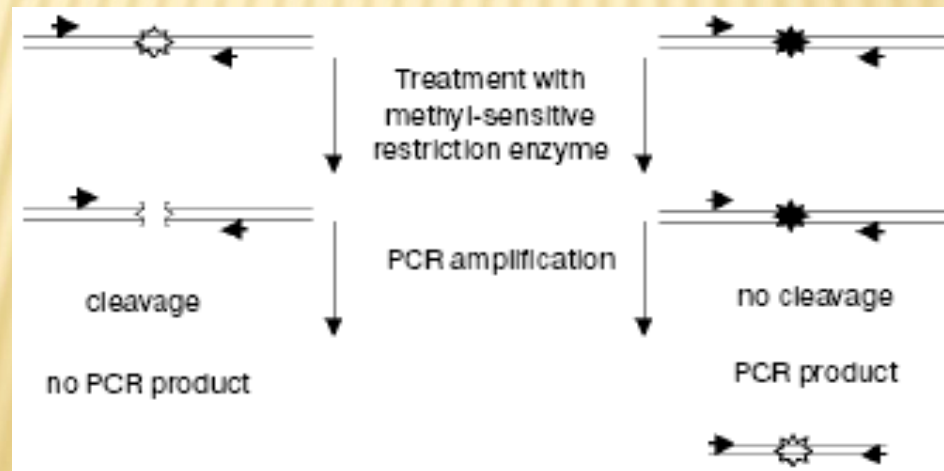 Treatment with
methyl-sensitive
restriction enzyme
PCR amplification
cleavage
no cleavage
no PCR product
PCR product